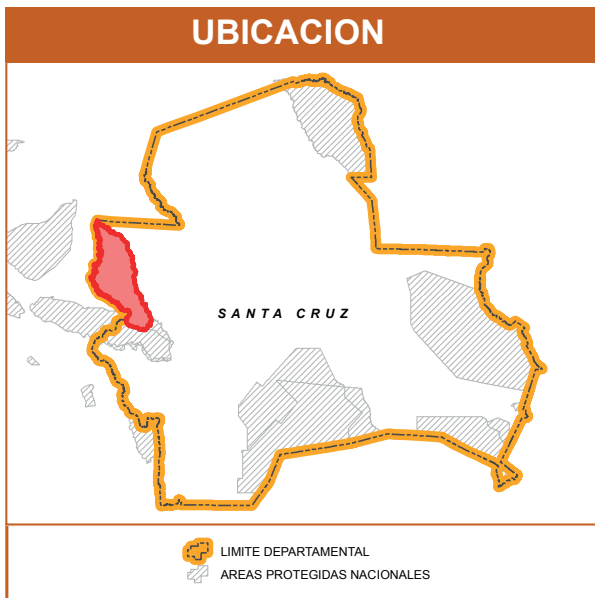 UBICACION
SANTA CRUZ
LIMITE DEPARTAMENTAL
AREAS PROTEGIDAS NACIONALES